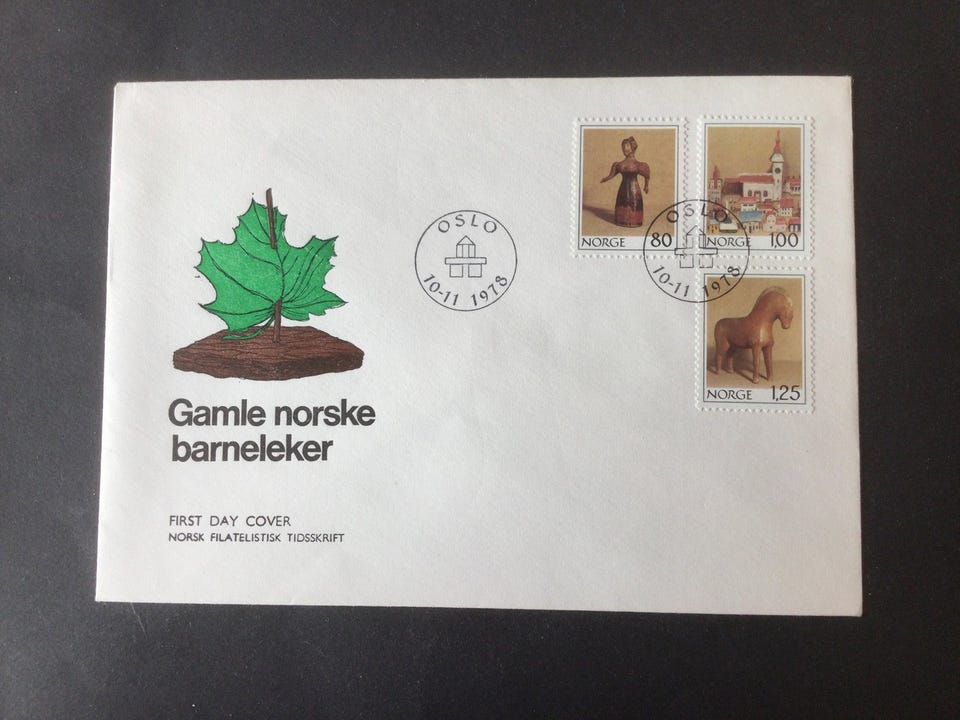 NORGE 80
NORGE 1,00
OSLO
10-11 1978
OSLO
10-11 1978
NORGE 1,25
Gamle norske
barneleker
FIRST DAY COVER
NORSK FILATELISTISK TIDSSKRIFT